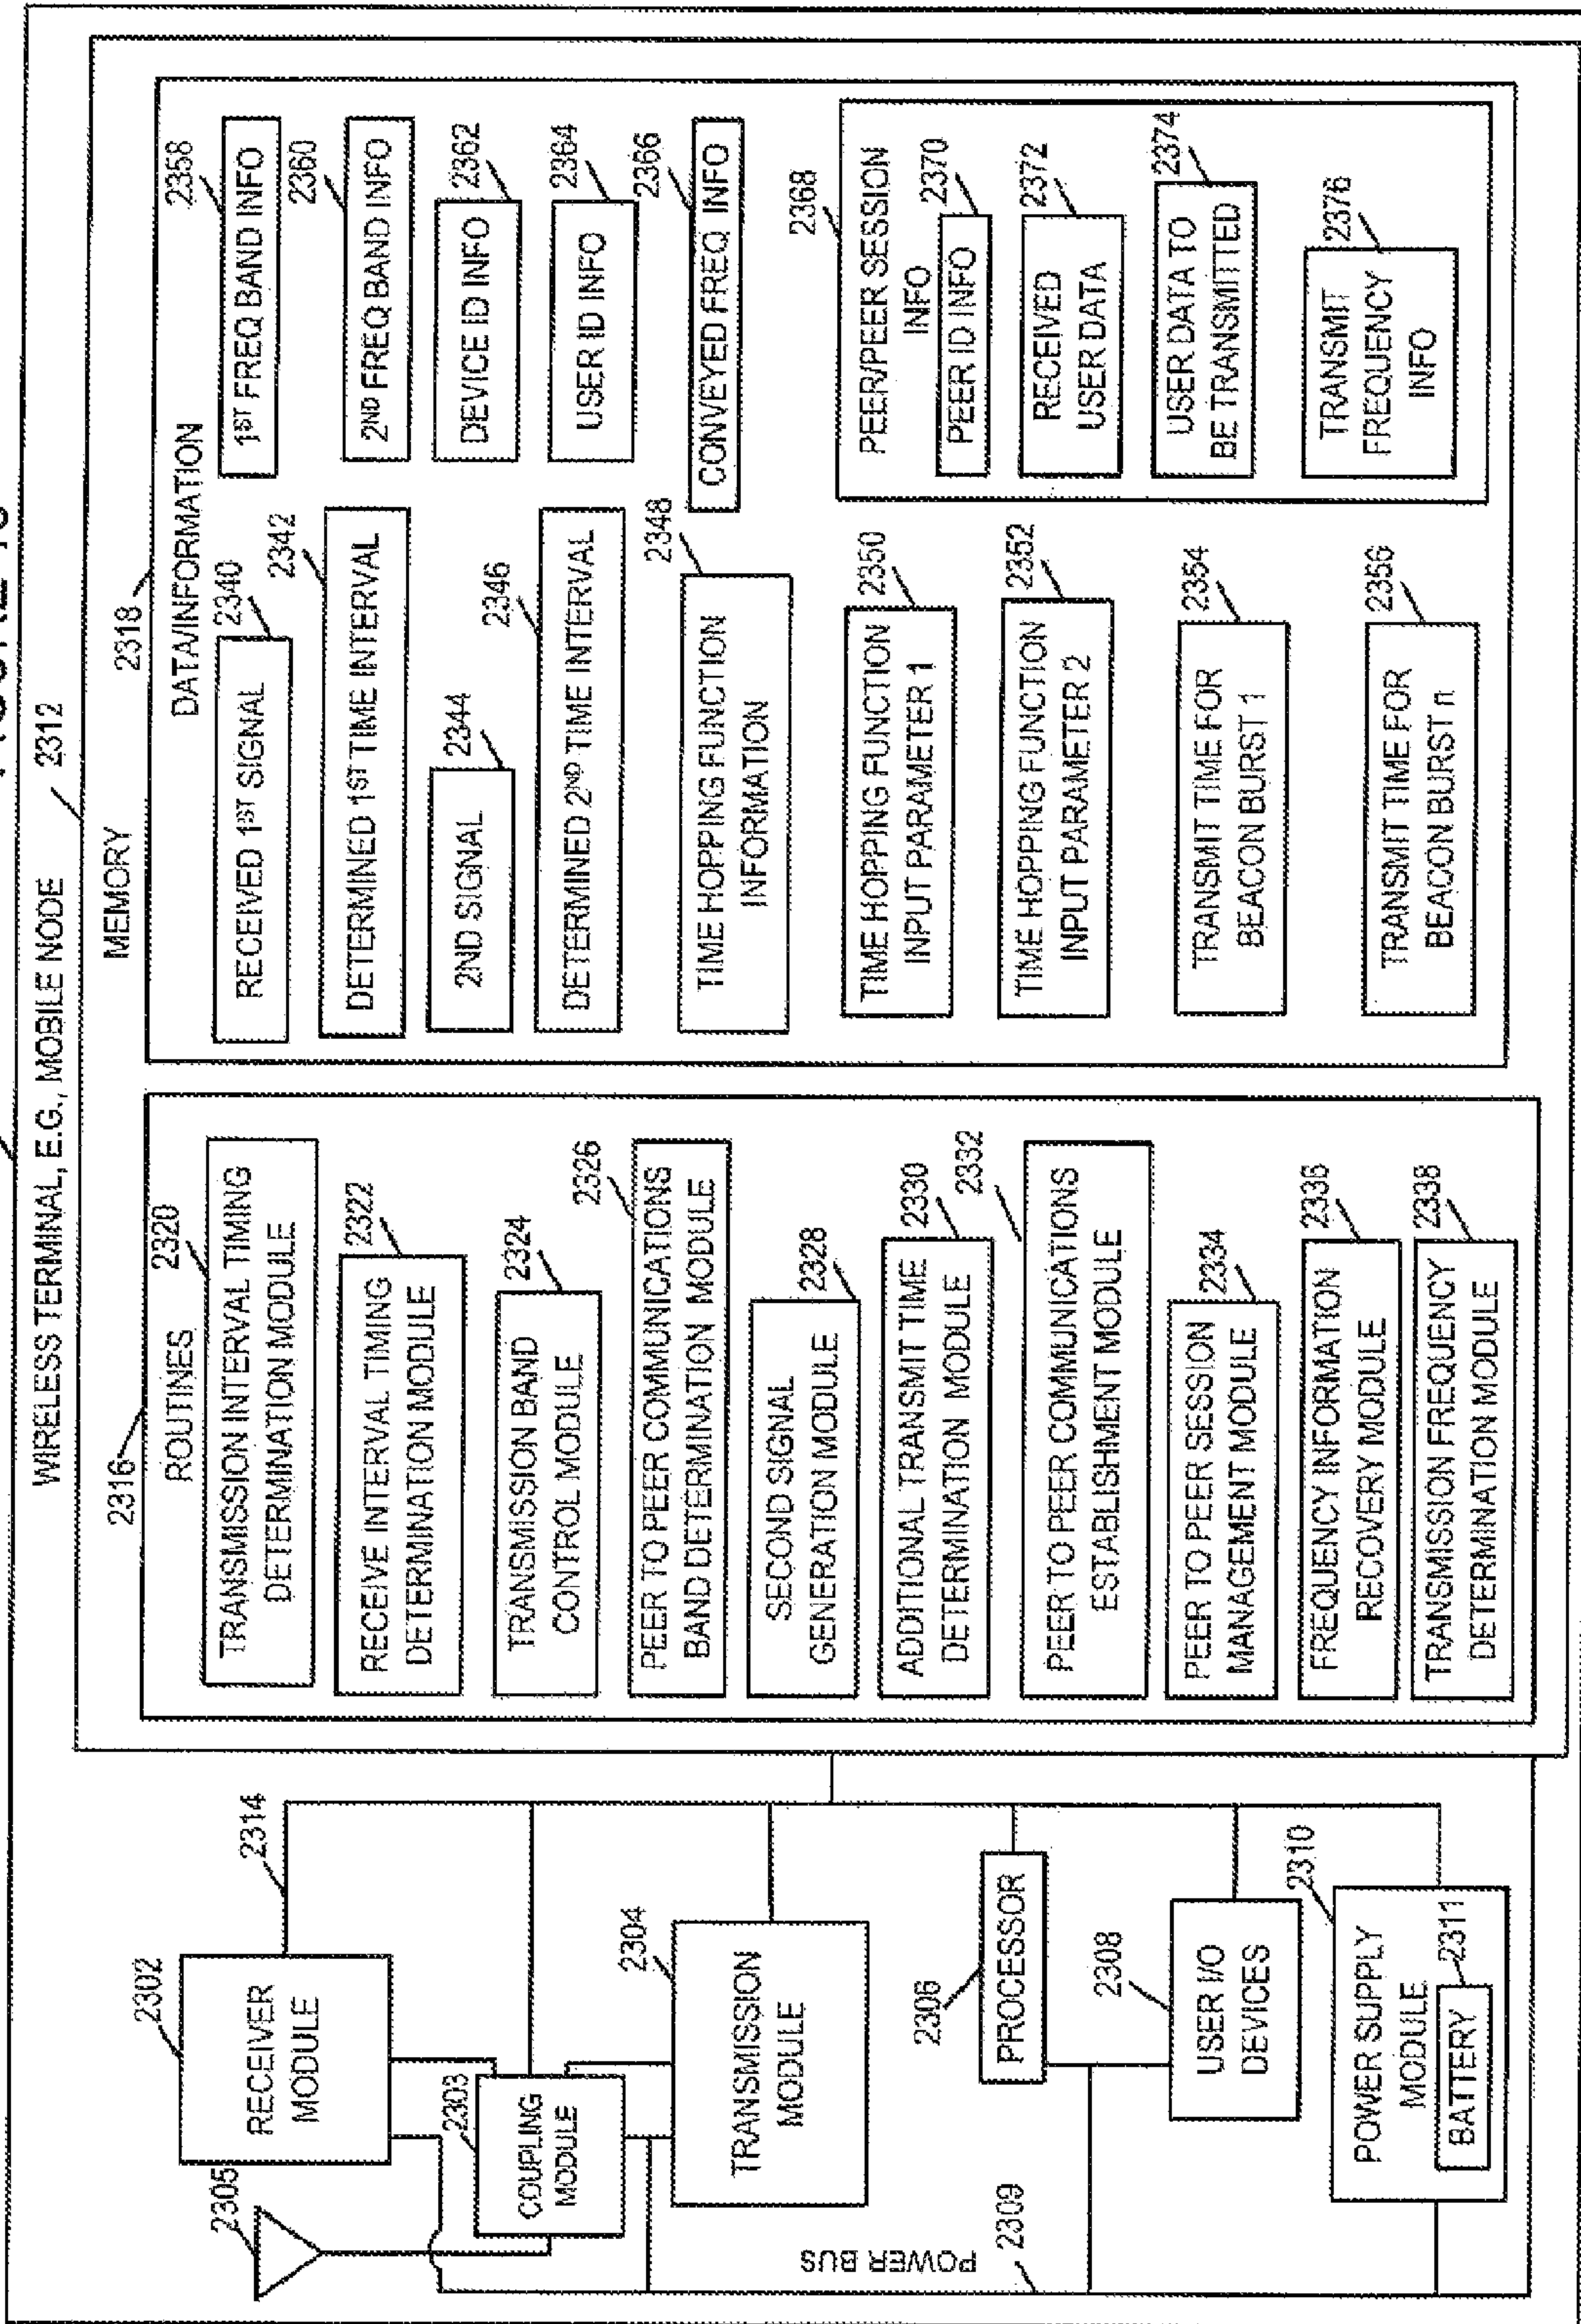 WIRELESS TERMINAL, E.G., MOBILE NODE
2312
2302
RECEIVER
MODULE
2314
2305
2303
COUPLING
MODULE
2304
TRANSMISSION
MODULE
2306
PROCESSOR
POWER BUS
2309
2308
USER I/O
DEVICES
2310
POWER SUPPLY
MODULE
2311
BATTERY
MEMORY
2316
ROUTINES
2320
TRANSMISSION INTERVAL TIMING
DETERMINATION MODULE
2322
RECEIVE INTERVAL TIMING
DETERMINATION MODULE
2324
TRANSMISSION BAND
CONTROL MODULE
2326
PEER TO PEER COMMUNICATIONS
BAND DETERMINATION MODULE
2328
SECOND SIGNAL
GENERATION MODULE
2330
ADDITIONAL TRANSMIT TIME
DETERMINATION MODULE
2332
PEER TO PEER COMMUNICATIONS
ESTABLISHMENT MODULE
2334
PEER TO PEER SESSION
MANAGEMENT MODULE
2336
FREQUENCY INFORMATION
RECOVERY MODULE
2338
TRANSMISSION FREQUENCY
DETERMINATION MODULE
2318
DATA/INFORMATION
2340
RECEIVED 1ST SIGNAL
2342
DETERMINED 1ST TIME INTERVAL
2344
2ND SIGNAL
2346
DETERMINED 2ND TIME INTERVAL
2348
TIME HOPPING FUNCTION
INFORMATION
2350
TIME HOPPING FUNCTION
INPUT PARAMETER 1
2352
TIME HOPPING FUNCTION
INPUT PARAMETER 2
2354
TRANSMIT TIME FOR
BEACON BURST 1
2356
TRANSMIT TIME FOR
BEACON BURST n
2358
1ST FREQ BAND INFO
2360
2ND FREQ BAND INFO
2362
DEVICE ID INFO
2364
USER ID INFO
2366
CONVEYED FREQ. INFO
2368
PEER/PEER SESSION
INFO
2370
PEER ID INFO
2372
RECEIVED
USER DATA
2374
USER DATA TO
BE TRANSMITTED
2376
TRANSMIT
FREQUENCY
INFO